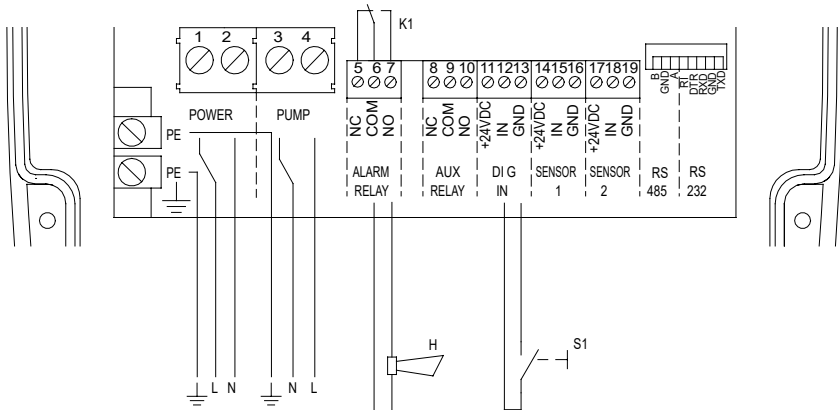 K1
1 2 3 4
5 6 7
8 9 10
11 12 13
14 15 16
17 18 19
B
GND
A
RI
DTR
RXD
GND
TXD
POWER
PUMP
PE
PE
NC
COM
NO
NC
COM
NO
+24VDC
IN
GND
+24VDC
IN
GND
+24VDC
IN
GND
ALARM
RELAY
AUX
RELAY
DI G
IN
SENSOR
1
SENSOR
2
RS
485
RS
232
H
S1
L N
N L